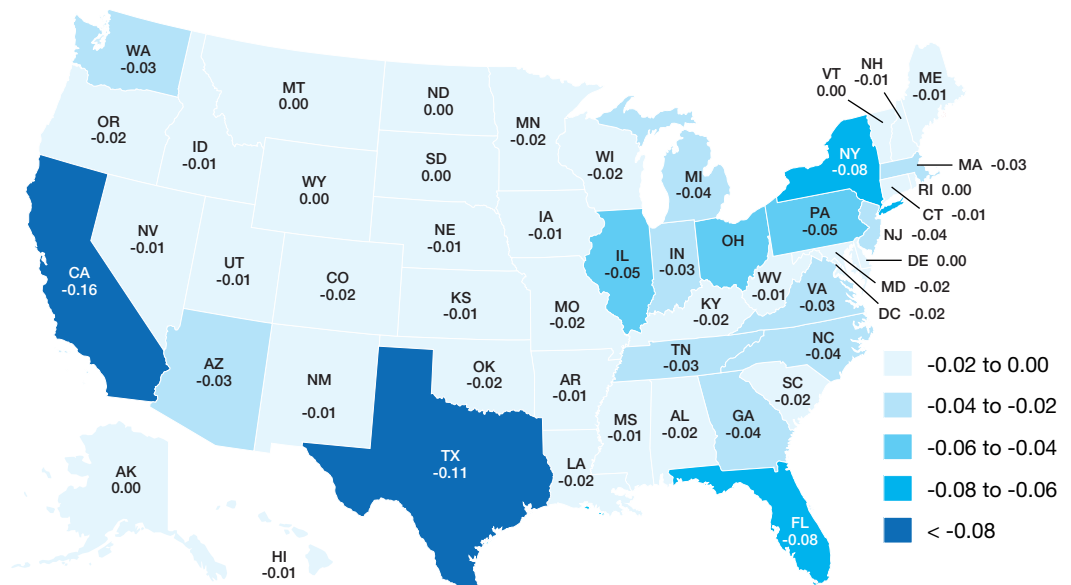 WA
-0.03
MT
0.00
ND
0.00
MN
-0.02
VT
0.00
NH
-0.01
ME
-0.01
OR
-0.02
ID
-0.01
SD
0.00
WI
-0.02
MI
-0.04
NY
-0.08
MA -0.03
WY
0.00
RI 0.00
CT -0.01
NJ -0.04
NV
-0.01
UT
-0.01
NE
-0.01
IA
-0.01
IL
-0.05
IN
-0.03
OH
PA
-0.05
DE 0.00
MD -0.02
DC -0.02
CA
-0.16
CO
-0.02
KS
-0.01
MO
-0.02
KY
-0.02
WV
-0.01
VA
-0.03
AZ
-0.03
NM
-0.01
OK
-0.02
AR
-0.01
TN
-0.03
NC
-0.04
SC
-0.02
TX
-0.11
LA
-0.02
MS
-0.01
AL
-0.02
GA
-0.04
FL
-0.08
AK
0.00
HI
-0.01
-0.02 to 0.00
-0.04 to -0.02
-0.06 to -0.04
-0.08 to -0.06
< -0.08